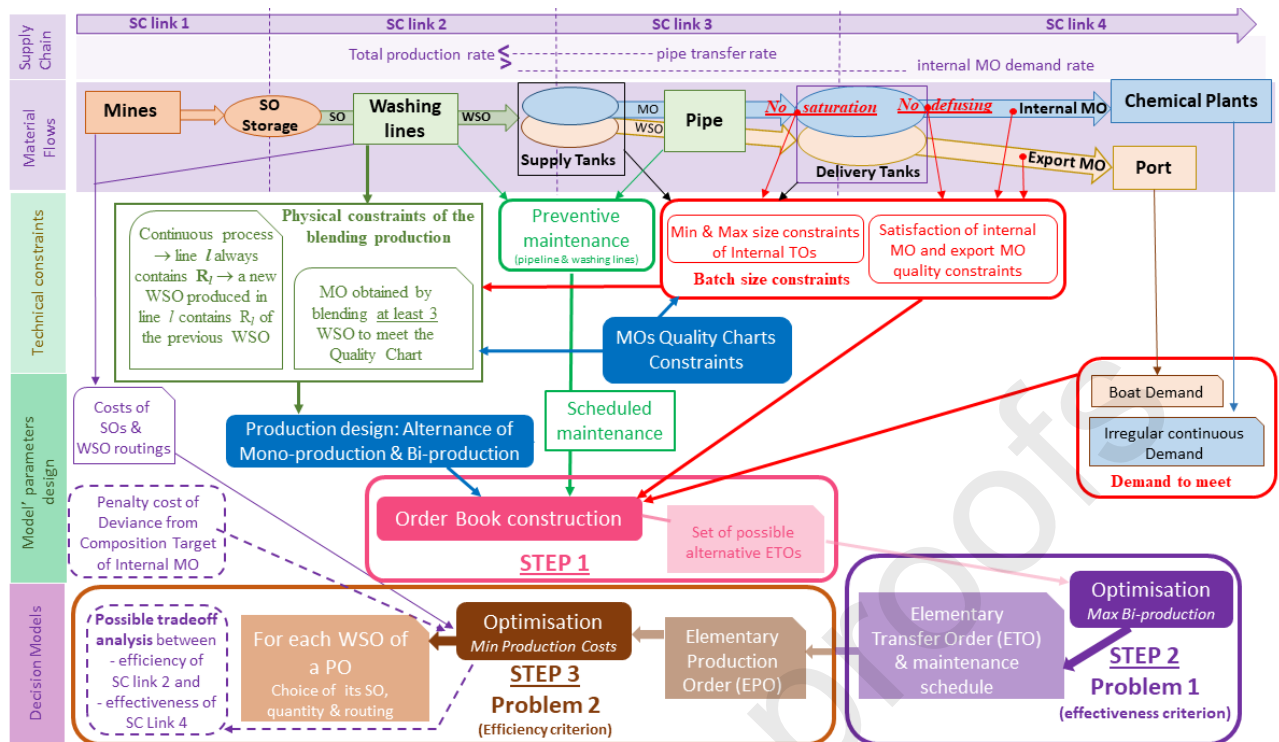 SC link 1
SC link 2
SC link 3
SC link 4
Supply
Chain
Total production rate
<
pipe transfer rate
>
internal MO demand rate
Material
Flows
Mines
SO
Storage
SO
Washing
lines
WSO
Supply Tanks
MO
WSO
Pipe
No saturation
No defusing
Delivery Tanks
Internal MO
Export MO
Chemical Plants
Port
Technical constraints
Physical constraints of the
blending production
Continuous process
→ line l always
contains Rl → a new
WSO produced in
line l contains Rl of
the previous WSO
MO obtained by
blending at least 3
WSO to meet the
Quality Chart
Preventive
maintenance
(pipeline & washing lines)
Min & Max size constraints
of Internal TOs
Satisfaction of internal
MO and export MO
quality constraints
Batch size constraints
MOs Quality Charts
Constraints
Model' parameters
design
Costs of
SOs &
WSO routings
Production design: Alternance of
Mono-production & Bi-production
Scheduled
maintenance
Boat Demand
Irregular continuous
Demand
Demand to meet
Penalty cost of
Deviance from
Composition Target
of Internal MO
Order Book construction
STEP 1
Set of possible
alternative ETOs
Decision Models
Possible tradeoff
analysis between
- efficiency of
SC link 2 and
- effectiveness of
SC Link 4
For each WSO of
a PO
Choice of its SO,
quantity & routing
Optimisation
Min Production Costs
STEP 3
Problem 2
(Efficiency criterion)
Elementary
Production
Order (EPO)
Elementary
Transfer Order (ETO)
& maintenance
schedule
Optimisation
Max Bi-production
STEP 2
Problem 1
(effectiveness criterion)
proofs